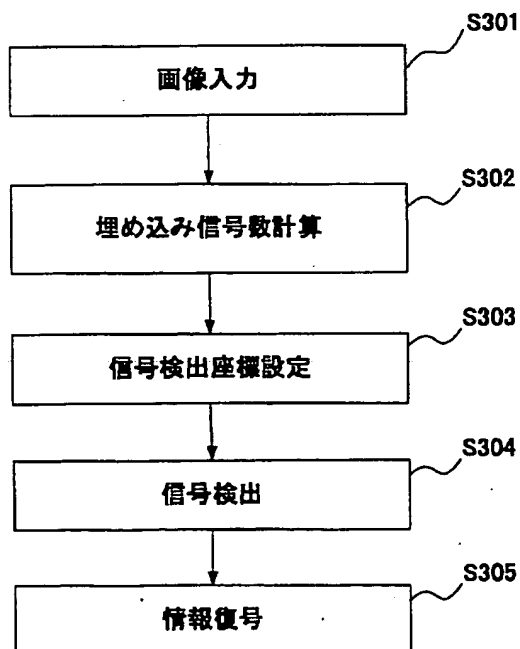 S301
画像入力
S302
埋め込み信号数計算
S303
信号検出座標設定
S304
信号検出
S305
情報復号